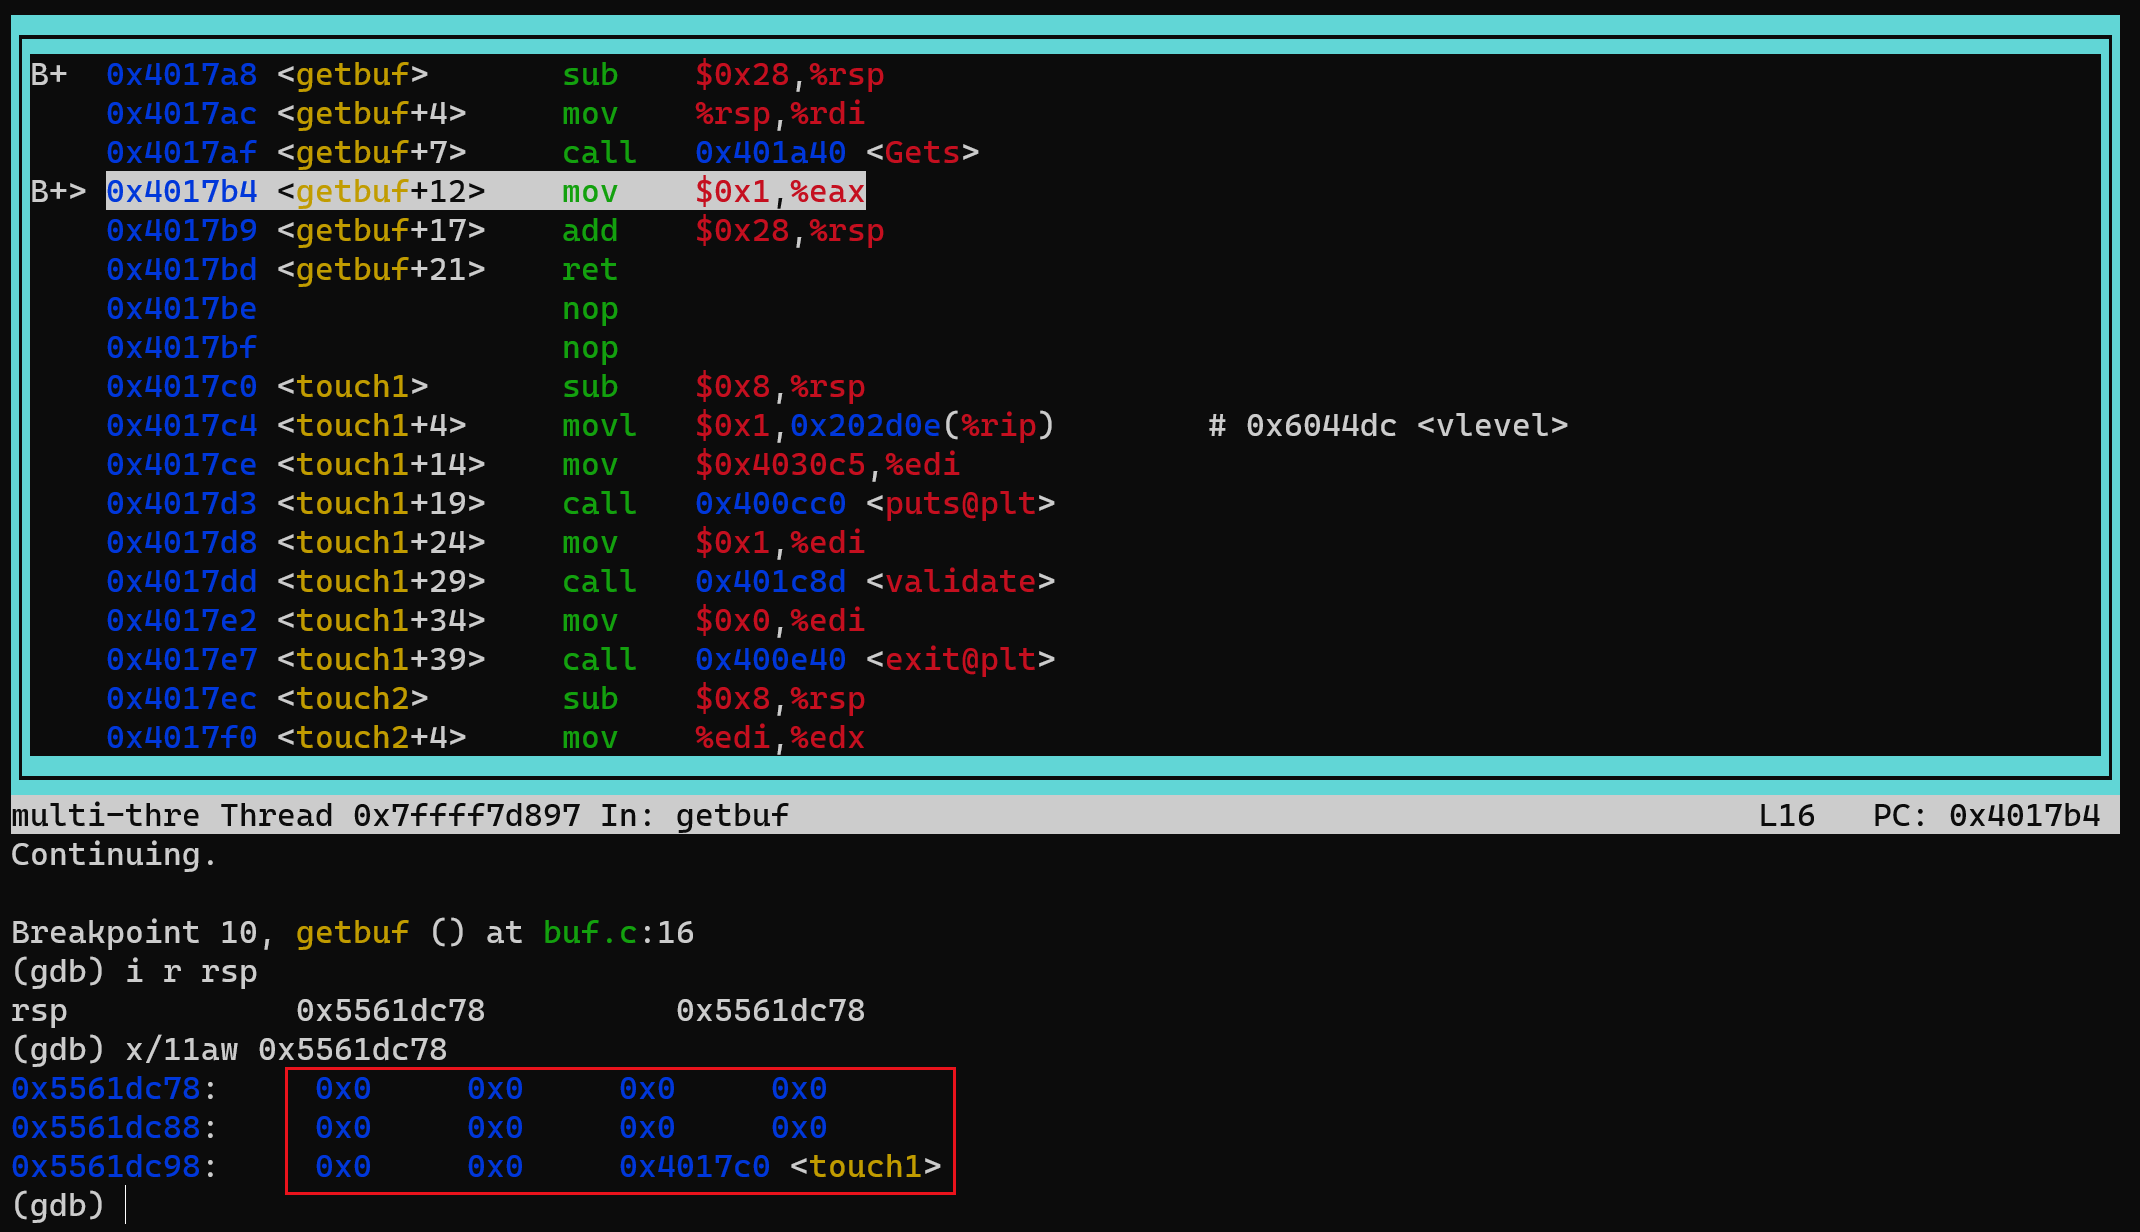 B+  0x4017a8 <getbuf>       sub    $0x28,%rsp
    0x4017ac <getbuf+4>     mov    %rsp,%rdi
    0x4017af <getbuf+7>     call   0x401a40 <Gets>
B+> 0x4017b4 <getbuf+12>    mov    $0x1,%eax
    0x4017b9 <getbuf+17>    add    $0x28,%rsp
    0x4017bd <getbuf+21>    ret
    0x4017be                nop
    0x4017bf                nop
    0x4017c0 <touch1>       sub    $0x8,%rsp
    0x4017c4 <touch1+4>     movl   $0x1,0x202d0e(%rip)        # 0x6044dc <vlevel>
    0x4017ce <touch1+14>    mov    $0x4030c5,%edi
    0x4017d3 <touch1+19>    call   0x400cc0 <puts@plt>
    0x4017d8 <touch1+24>    mov    $0x1,%edi
    0x4017dd <touch1+29>    call   0x401c8d <validate>
    0x4017e2 <touch1+34>    mov    $0x0,%edi
    0x4017e7 <touch1+39>    call   0x400e40 <exit@plt>
    0x4017ec <touch2>       sub    $0x8,%rsp
    0x4017f0 <touch2+4>     mov    %edi,%edx
multi-thre Thread 0x7ffff7d897 In: getbuf    L16   PC: 0x4017b4
Continuing.
Breakpoint 10, getbuf () at buf.c:16
(gdb) i r rsp
rsp            0x5561dc78          0x5561dc78
(gdb) x/11aw 0x5561dc78
0x5561dc78:     0x0     0x0     0x0     0x0
0x5561dc88:     0x0     0x0     0x0     0x0
0x5561dc98:     0x0     0x0     0x4017c0 <touch1>
(gdb)